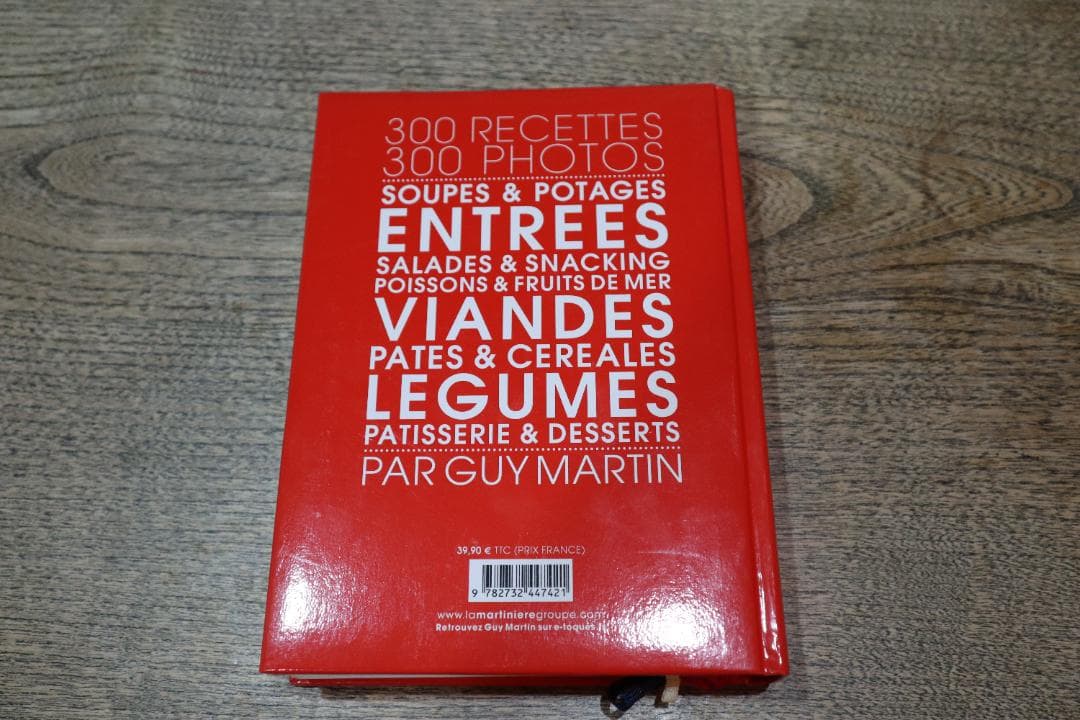 300 RECETTES
300 PHOTOS
SOUPES & POTAGES
ENTREES
SALADES & SNACKING
POISSONS & FRUITS DE MER
VIANDES
PATES & CEREALES
LEGUMES
PATISSERIE & DESSERTS
PAR GUY MARTIN
39,90 € TTC (PRIX FRANCE)
9 782732 447421
www.lamartinieregroupe.com
Retrouvez Guy Martin sur e-toques